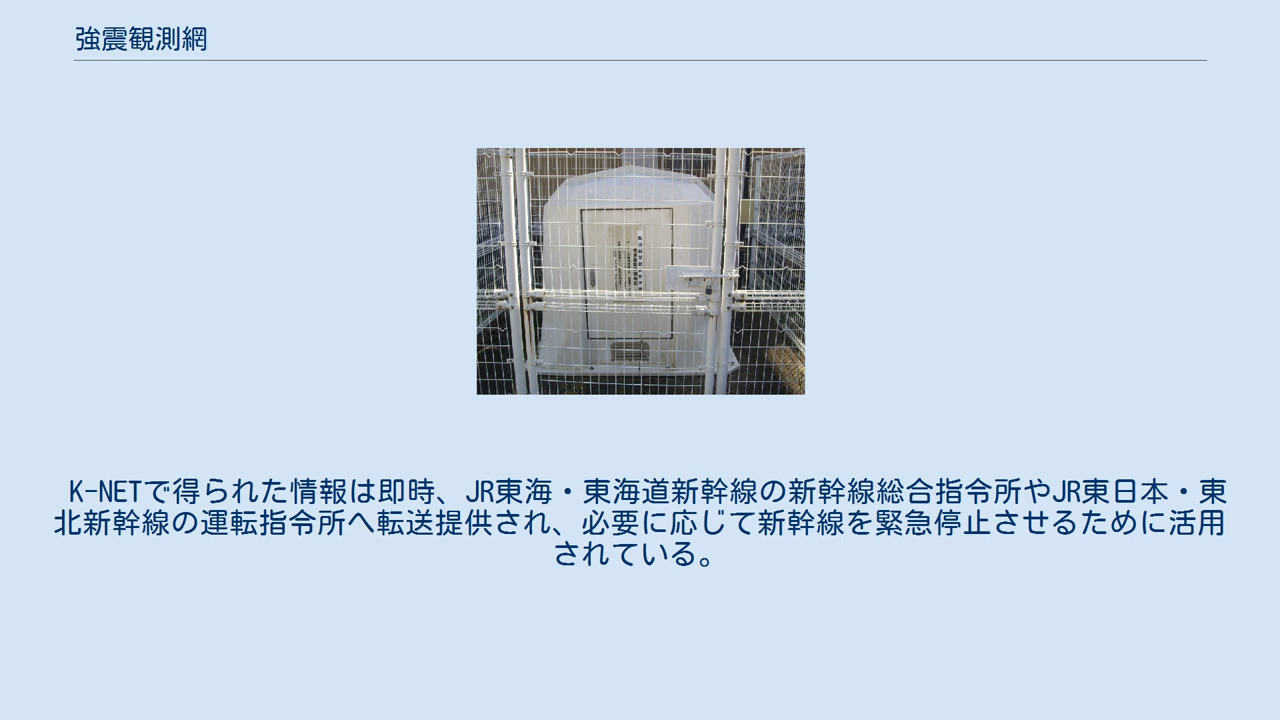 強震観測網
K-NETで得られた情報は即時、JR東海・東海道新幹線の新幹線総合指令所やJR東日本・東
北新幹線の運転指令所へ転送提供され、必要に応じて新幹線を緊急停止させるために活用
されている。